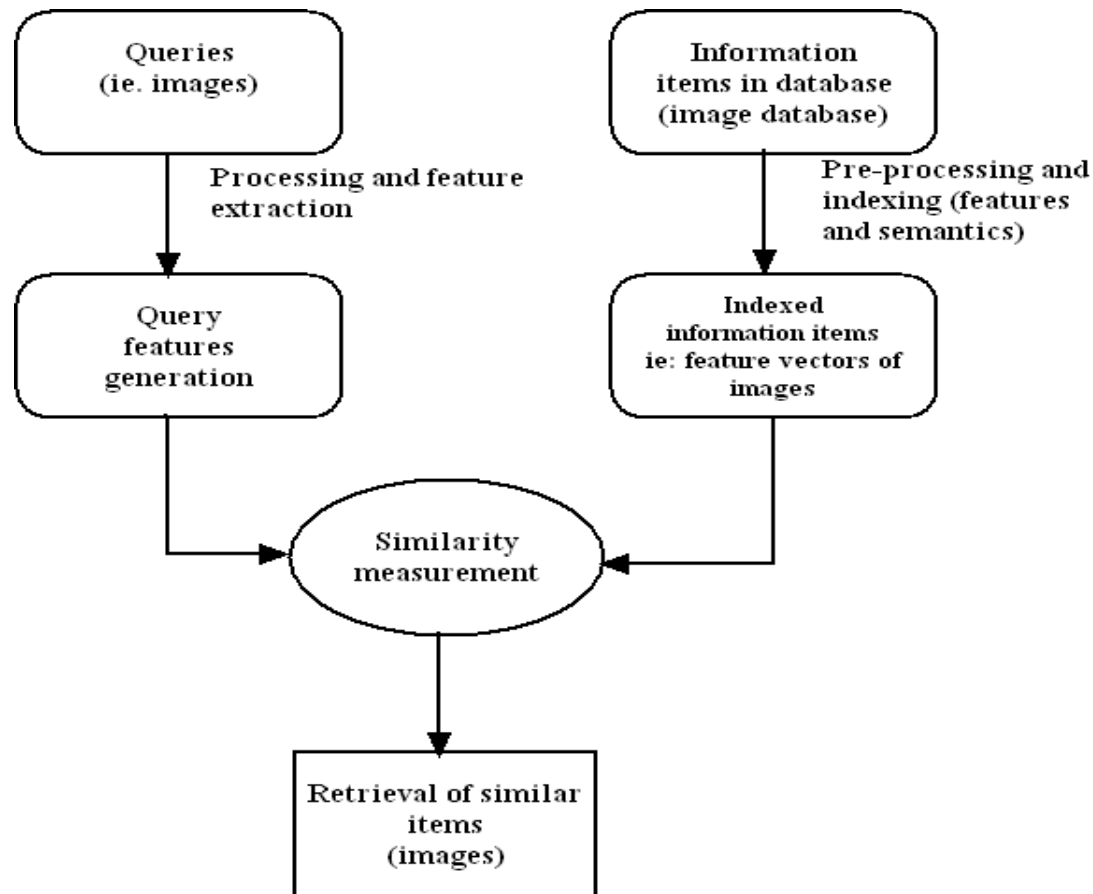 Queries
(ie. images)
Information
items in database
(image database)
Processing and feature
extraction
Pre-processing and
indexing (features
and semantics)
Query
features
generation
Indexed
information items
ie: feature vectors of
images
Similarity
measurement
Retrieval of similar
items
(images)